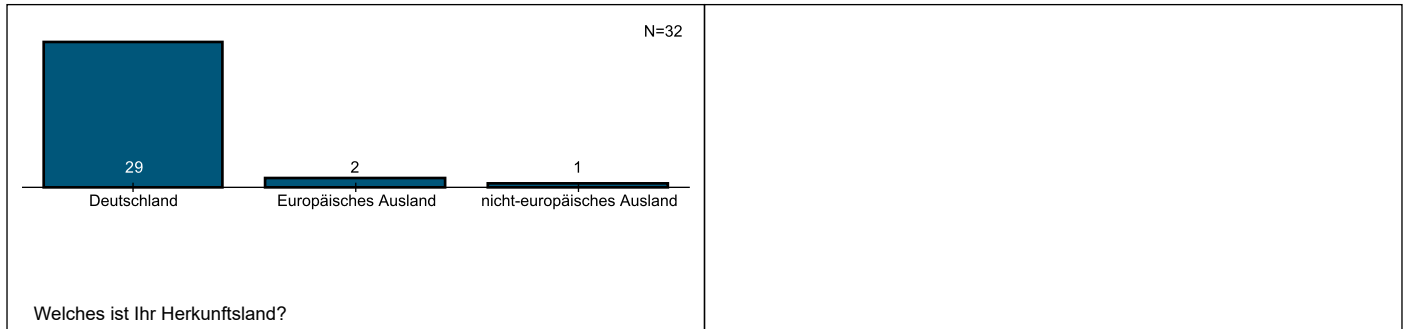 N=32
29
2
1
Deutschland
Europäisches Ausland
nicht-europäisches Ausland
Welches ist Ihr Herkunftsland?